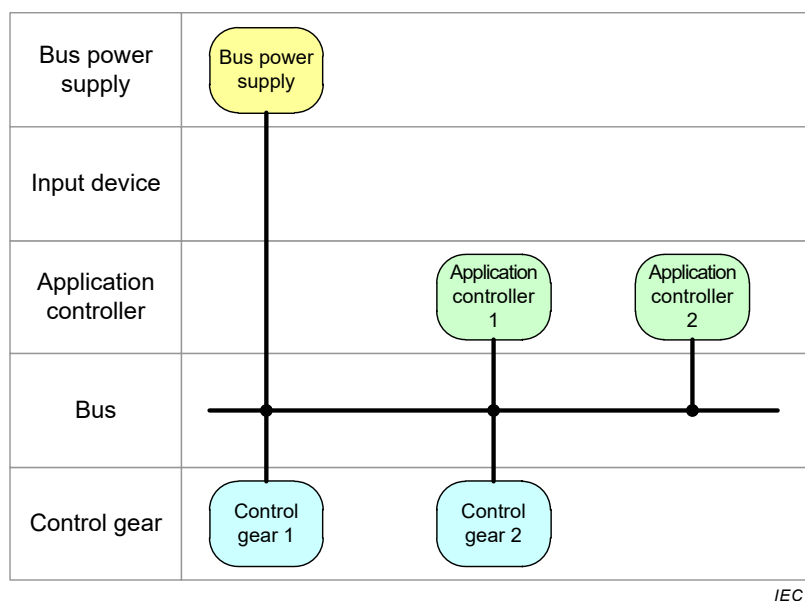 Bus power
supply
Bus power
supply
Input device
Application
controller
Application
controller
1
Application
controller
2
Bus
Control gear
Control
gear 1
Control
gear 2
IEC